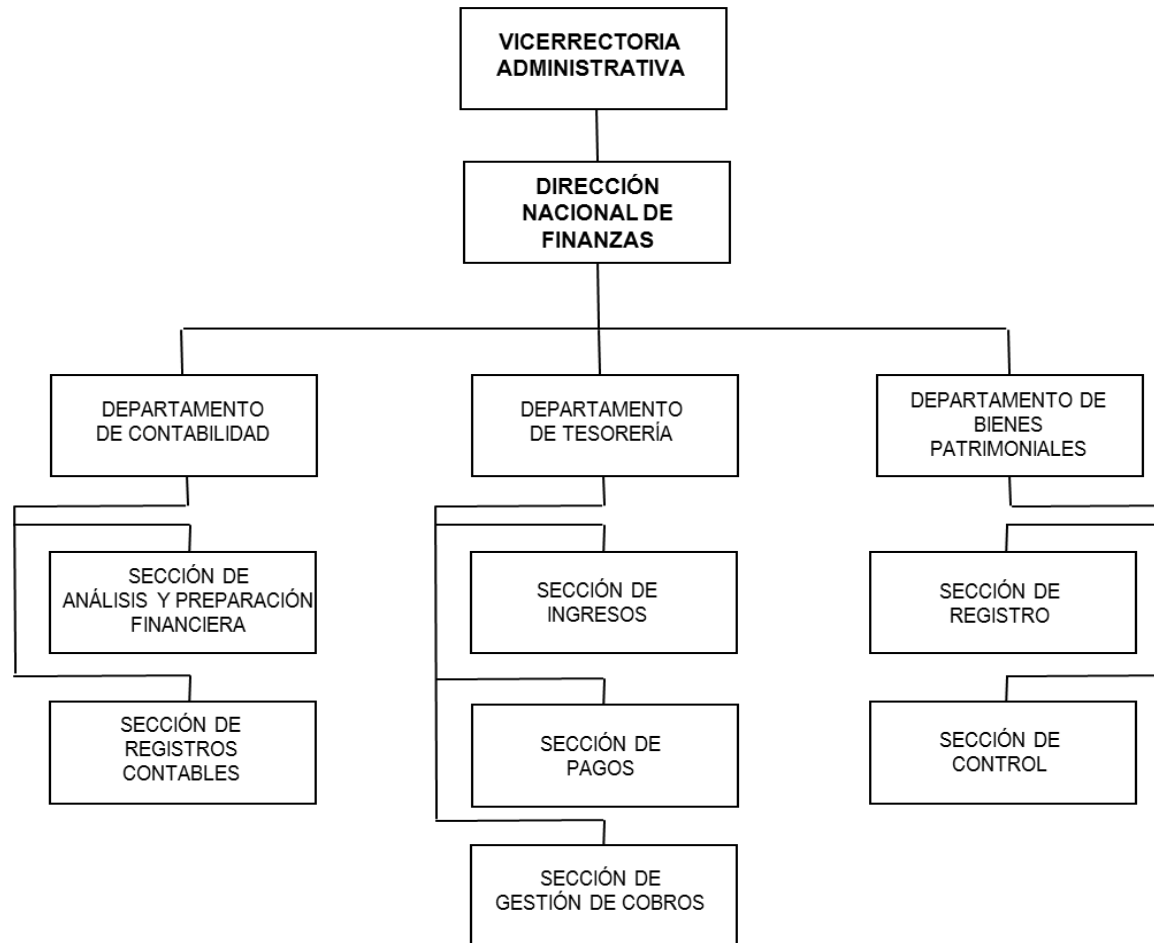 VICERRECTORIA
ADMINISTRATIVA
DIRECCIÓN
NACIONAL DE
FINANZAS
DEPARTAMENTO
DE CONTABILIDAD
DEPARTAMENTO
DE TESORERÍA
DEPARTAMENTO DE
BIENES
PATRIMONIALES
SECCIÓN DE
ANÁLISIS Y PREPARACIÓN
FINANCIERA
SECCIÓN DE
INGRESOS
SECCIÓN DE
REGISTRO
SECCIÓN DE
REGISTROS
CONTABLES
SECCIÓN DE
PAGOS
SECCIÓN DE
CONTROL
SECCIÓN DE
GESTIÓN DE COBROS